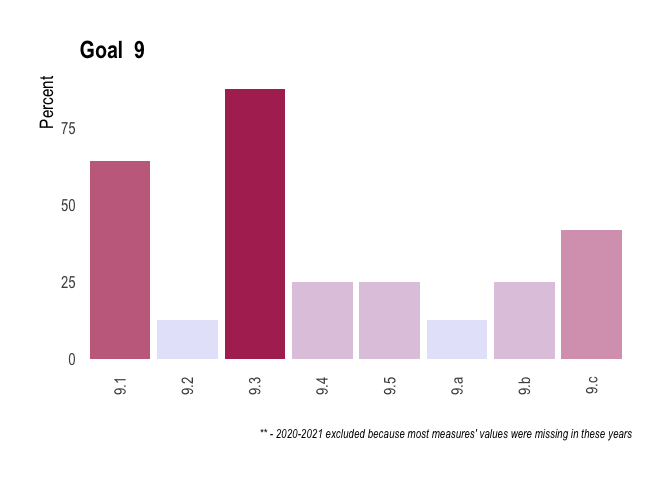 Goal 9
Percent
75
50
25
0
9.1 9.2 9.3 9.4 9.5 9.a 9.b 9.c
** - 2020-2021 excluded because most measures' values were missing in these years